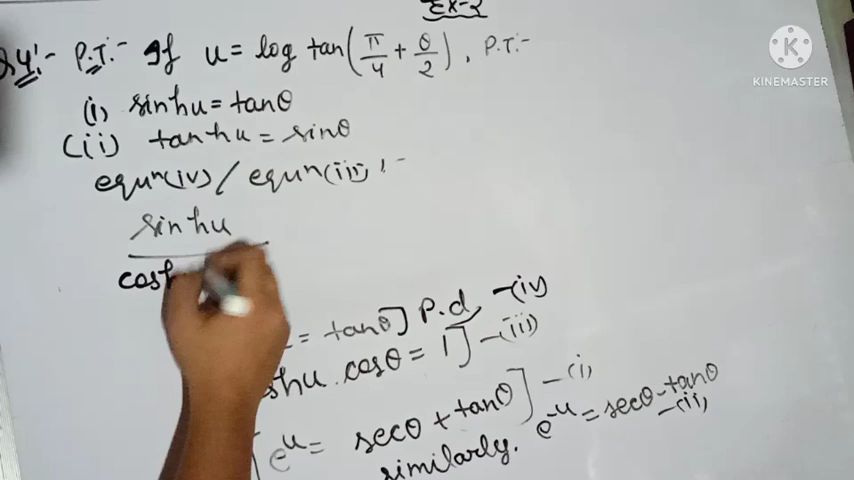 Ex-2
Q4:- P.T:- If u = log tan(π/4 + θ/2), P.T:-
(i) sinhu = tanθ
(ii) tanhu = sinθ
equn(iv) / equn(iii) :-
sinhu
cosh
= tanθ] P.d -(iv)
shu . cosθ = 1] -(iii)
[e^u = secθ + tanθ] -(i)
similarly. e^-u = secθ - tanθ
-(ii)
K
KINEMASTER